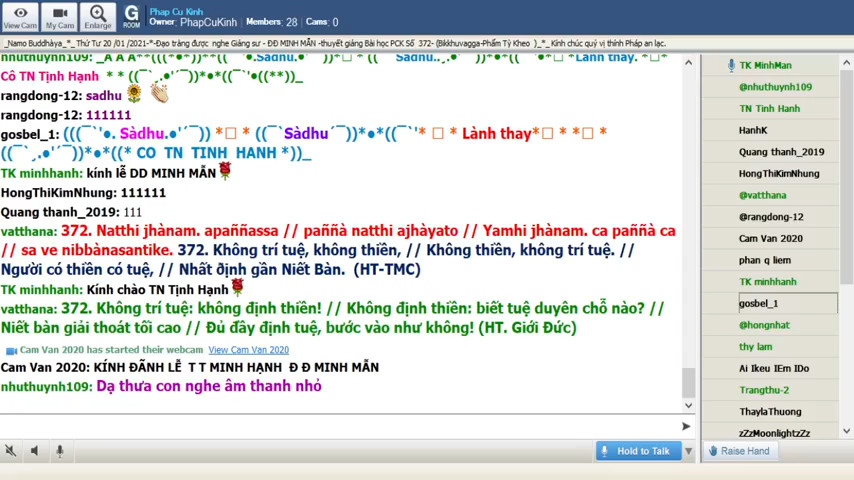 View Cam
My Cam
Enlarge
G ROOM
Phap Cu Kinh
Owner: PhapCuKinh Members: 28 Cams: 0
_Namo Buddhàya_*_ Thứ Tư 20 /01 /2021-*-Đạo tràng được nghe Giảng sư - ĐĐ MINH MẪN -thuyết giảng Bài học PCK Số 372- (Bikkhuvagga-Phẩm Tỳ Kheo )_*_ Kính chúc quý vị thính Pháp an lạc.
Cô TN Tịnh Hạnh * * ((¯`¸.•'´¯))*•*((¯`'•((**))_
rangdong-12: sadhu
rangdong-12: 111111
gosbel_1: (((¯`'•. Sàdhu.•'´¯)) *□ * ((¯`Sàdhu´¯))*•*((¯`'* □ * Lành thay*□ * *□ *
((¯`¸.•'´¯))*•*((* CO TN TINH HANH *))_
TK minhhanh: kính lễ DD MINH MẪN
HongThiKimNhung: 111111
Quang thanh_2019: 111
vatthana: 372. Natthi jhànam. apaññassa // paññà natthi ajhàyato // Yamhi jhànam. ca paññà ca
// sa ve nibbànasantike. 372. Không trí tuệ, không thiền, // Không thiền, không trí tuệ. //
Người có thiền có tuệ, // Nhất định gần Niết Bàn. (HT-TMC)
TK minhhanh: Kính chào TN Tịnh Hạnh
vatthana: 372. Không trí tuệ: không định thiền! // Không định thiền: biết tuệ duyên chỗ nào? //
Niết bàn giải thoát tối cao // Đủ đầy định tuệ, bước vào như không! (HT. Giới Đức)
Cam Van 2020 has started their webcam View Cam Van 2020
Cam Van 2020: KÍNH ĐÃNH LỄ T T MINH HẠNH Đ Đ MINH MẪN
nhuthuynh109: Dạ thưa con nghe âm thanh nhỏ
Hold to Talk
TK MinhMan
@nhuthuynh109
TN Tinh Hanh
HanhK
Quang thanh_2019
HongThiKimNhung
@vatthana
@rangdong-12
Cam Van 2020
phan q liem
TK minhhanh
gosbel_1
@hongnhat
thy lam
Ai Ikeu IEm IDo
Trangthu-2
ThaylaThuong
zZzMoonlightzZz
Raise Hand